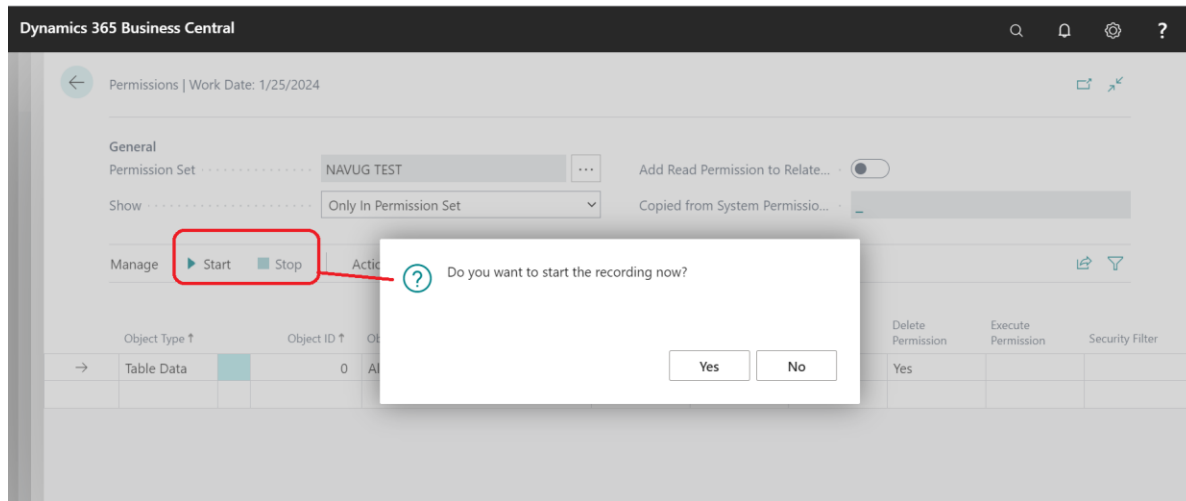 Dynamics 365 Business Central
?
Permissions | Work Date: 1/25/2024
General
Permission Set NAVUG TEST ... Add Read Permission to Relate...
Show Only In Permission Set Copied from System Permissio... _
Manage Start Stop
? Do you want to start the recording now?
Yes No
Object Type ↑ Object ID ↑ Delete Permission Execute Permission Security Filter
→ Table Data 0 Yes